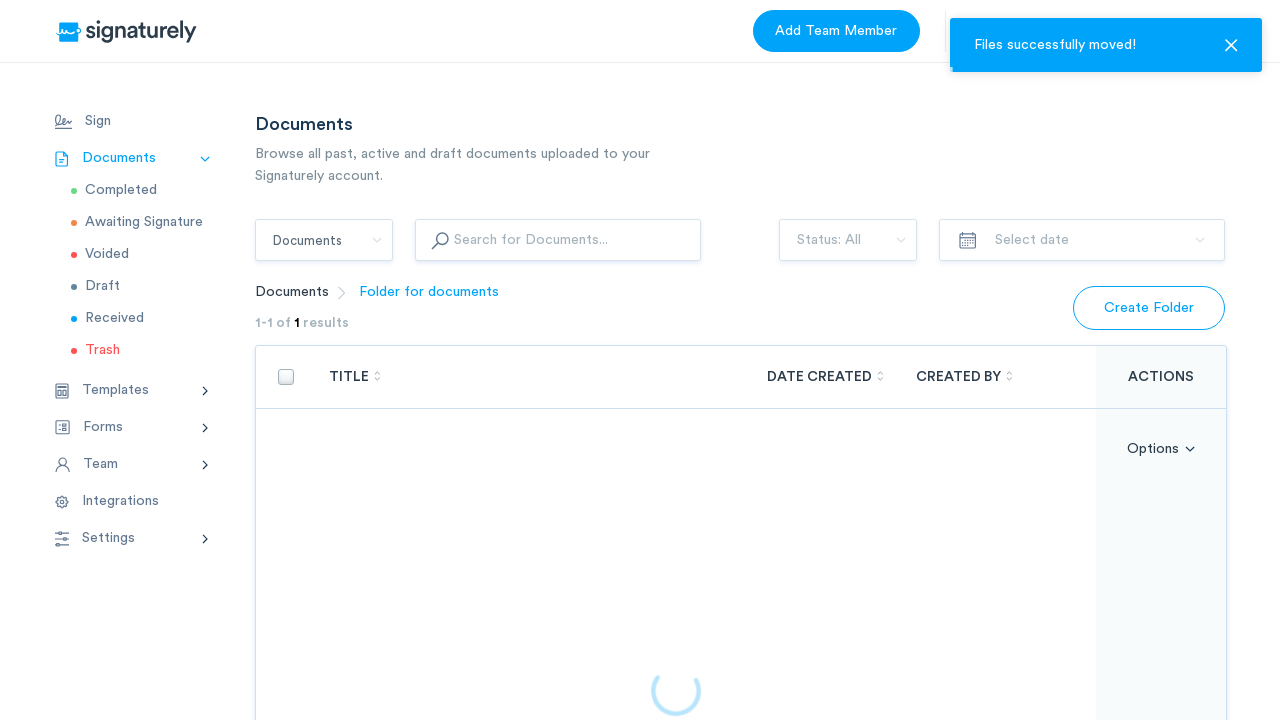 signaturely
Add Team Member
Files successfully moved!
Sign
Documents
Completed
Awaiting Signature
Voided
Draft
Received
Trash
Templates
Forms
Team
Integrations
Settings
Documents
Browse all past, active and draft documents uploaded to your
Signaturely account.
Documents
Search for Documents...
Status: All
Select date
Documents
Folder for documents
1-1 of 1 results
Create Folder
TITLE
DATE CREATED
CREATED BY
ACTIONS
Options